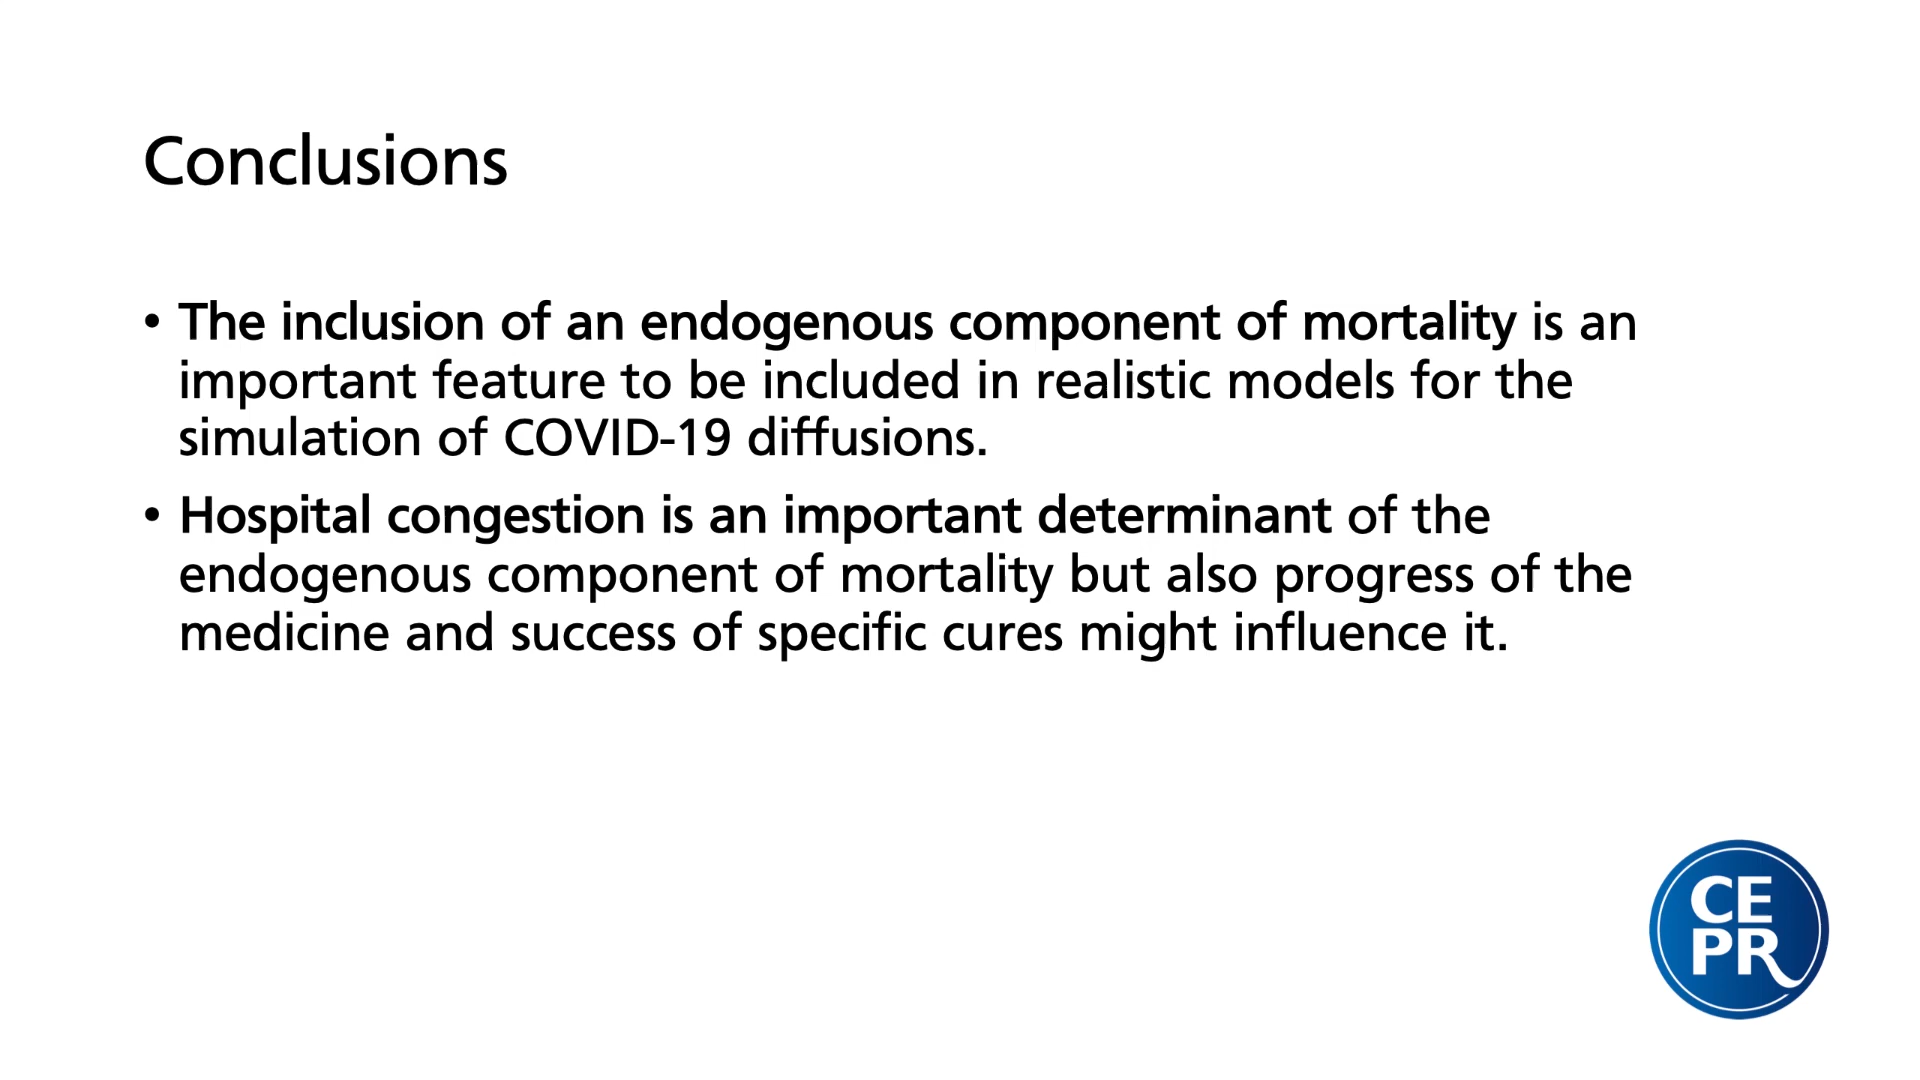 Conclusions
• The inclusion of an endogenous component of mortality is an
important feature to be included in realistic models for the
simulation of COVID-19 diffusions.
• Hospital congestion is an important determinant of the
endogenous component of mortality but also progress of the
medicine and success of specific cures might influence it.
CE
PR